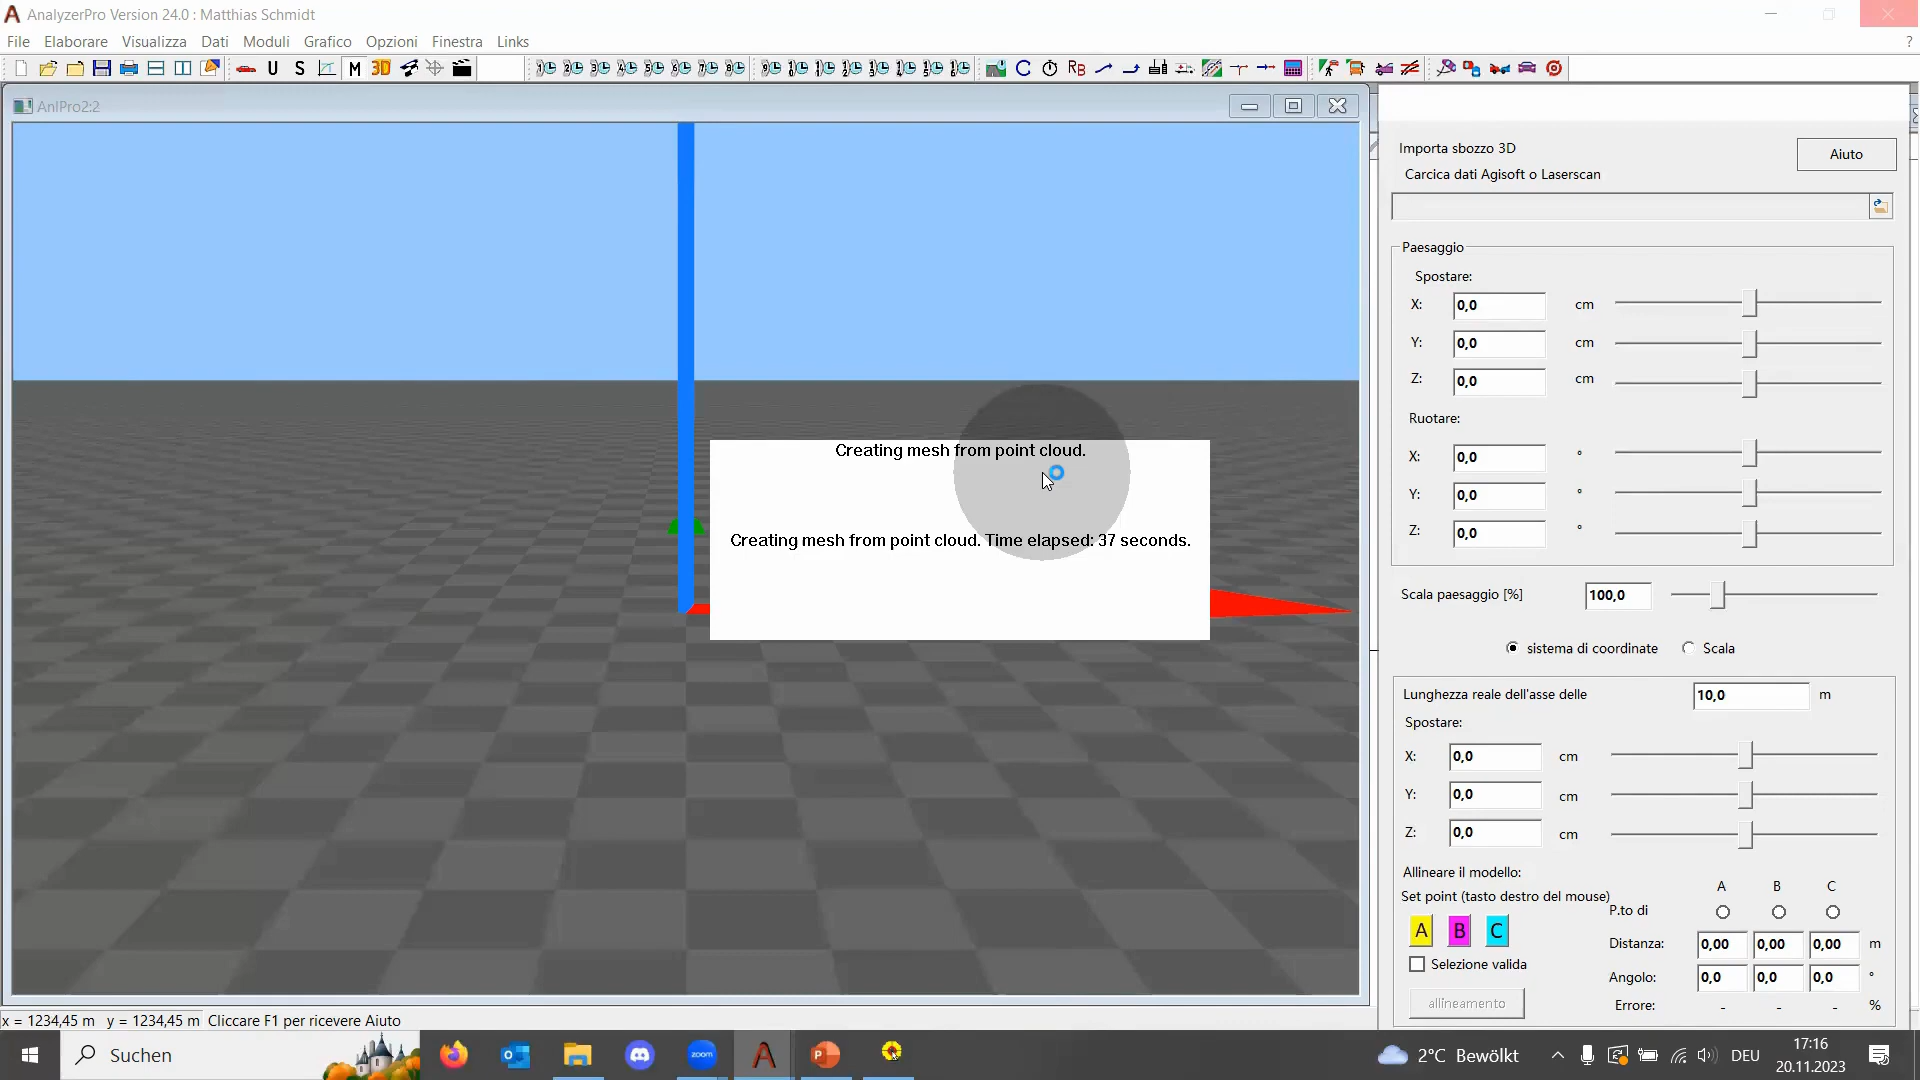 AnalyzerPro Version 24.0 : Matthias Schmidt
File Elaborare Visualizza Dati Moduli Grafico Opzioni Finestra Links ?
U S M 3D RB
AnlPro2:2
Importa sbozzo 3D
Aiuto
Carcica dati Agisoft o Laserscan
Paesaggio
Spostare:
X: 0,0 cm
Y: 0,0 cm
Z: 0,0 cm
Ruotare:
X: 0,0 °
Y: 0,0 °
Z: 0,0 °
Creating mesh from point cloud.
Creating mesh from point cloud. Time elapsed: 37 seconds.
Scala paesaggio [%] 100,0
sistema di coordinate Scala
Lunghezza reale dell'asse delle 10,0 m
Spostare:
X: 0,0 cm
Y: 0,0 cm
Z: 0,0 cm
Allineare il modello:
Set point (tasto destro del mouse)
A B C
P.to di
A B C
Distanza: 0,00 0,00 0,00 m
Selezione valida
Angolo: 0,0 0,0 0,0 °
allineamento
Errore: - - - %
x = 1234,45 m y = 1234,45 m Cliccare F1 per ricevere Aiuto
Suchen
zoom
2°C Bewölkt
DEU
17:16
20.11.2023